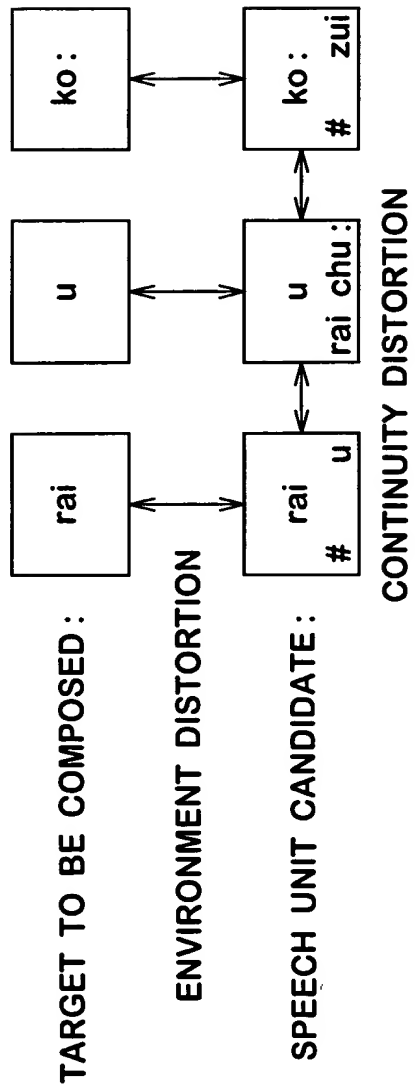 TARGET TO BE COMPOSED: rai u ko:
ENVIRONMENT DISTORTION
SPEECH UNIT CANDIDATE: rai u ko:
# u rai chu: # zui
CONTINUITY DISTORTION